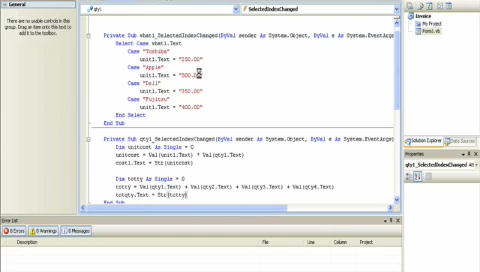 General
There are no usable controls in this
group. Drag an item onto this text to
add it to the toolbox.
qty1
SelectedIndexChanged
Private Sub what1_SelectedIndexChanged(ByVal sender As System.Object, ByVal e As System.EventArgs
Select Case what1.Text
Case "Toshiba"
unit1.Text = "250.00"
Case "Apple"
unit1.Text = "500.00"
Case "Dell"
unit1.Text = "350.00"
Case "Fujitsu"
unit1.Text = "400.00"
End Select
End Sub
Private Sub qty1_SelectedIndexChanged(ByVal sender As System.Object, ByVal e As System.EventArgs
Dim unitcost As Single = 0
unitcost = Val(unit1.Text) * Val(qty1.Text)
cost1.Text = Str(unitcost)
Dim totty As Single = 0
totty = Val(qty1.Text) + Val(qty2.Text) + Val(qty3.Text) + Val(qty4.Text)
totqty.Text = Str(totty)
End Sub
Invoice
My Project
Form1.vb
Solution Explorer
Data Sources
Properties
qty1_SelectedIndexChanged
Error List
0 Errors
0 Warnings
0 Messages
Description
File
Line
Column
Project